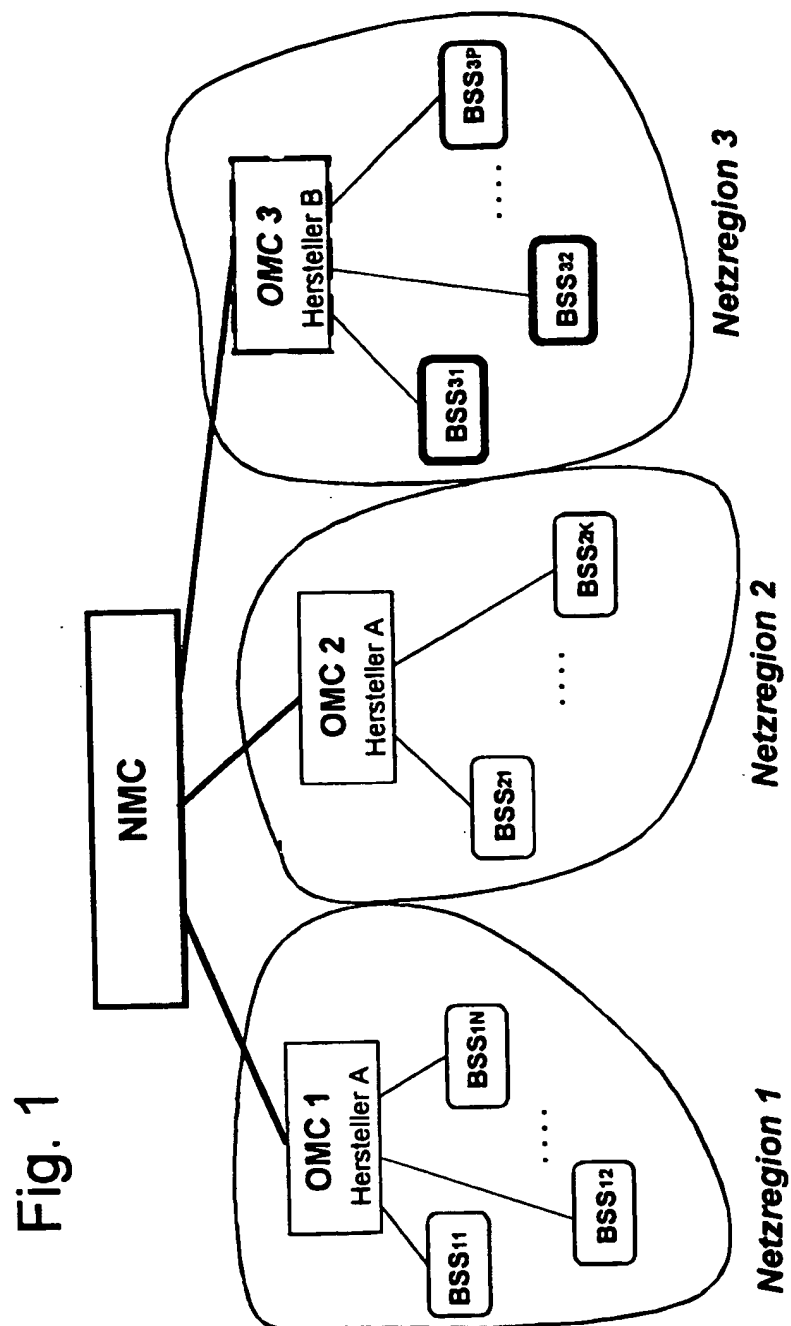 Fig. 1
NMC
OMC 1
Hersteller A
BSS11
BSS12
....
BSS1N
Netzregion 1
OMC 2
Hersteller A
BSS21
....
BSS2K
Netzregion 2
OMC 3
Hersteller B
BSS31
BSS32
....
BSS3P
Netzregion 3